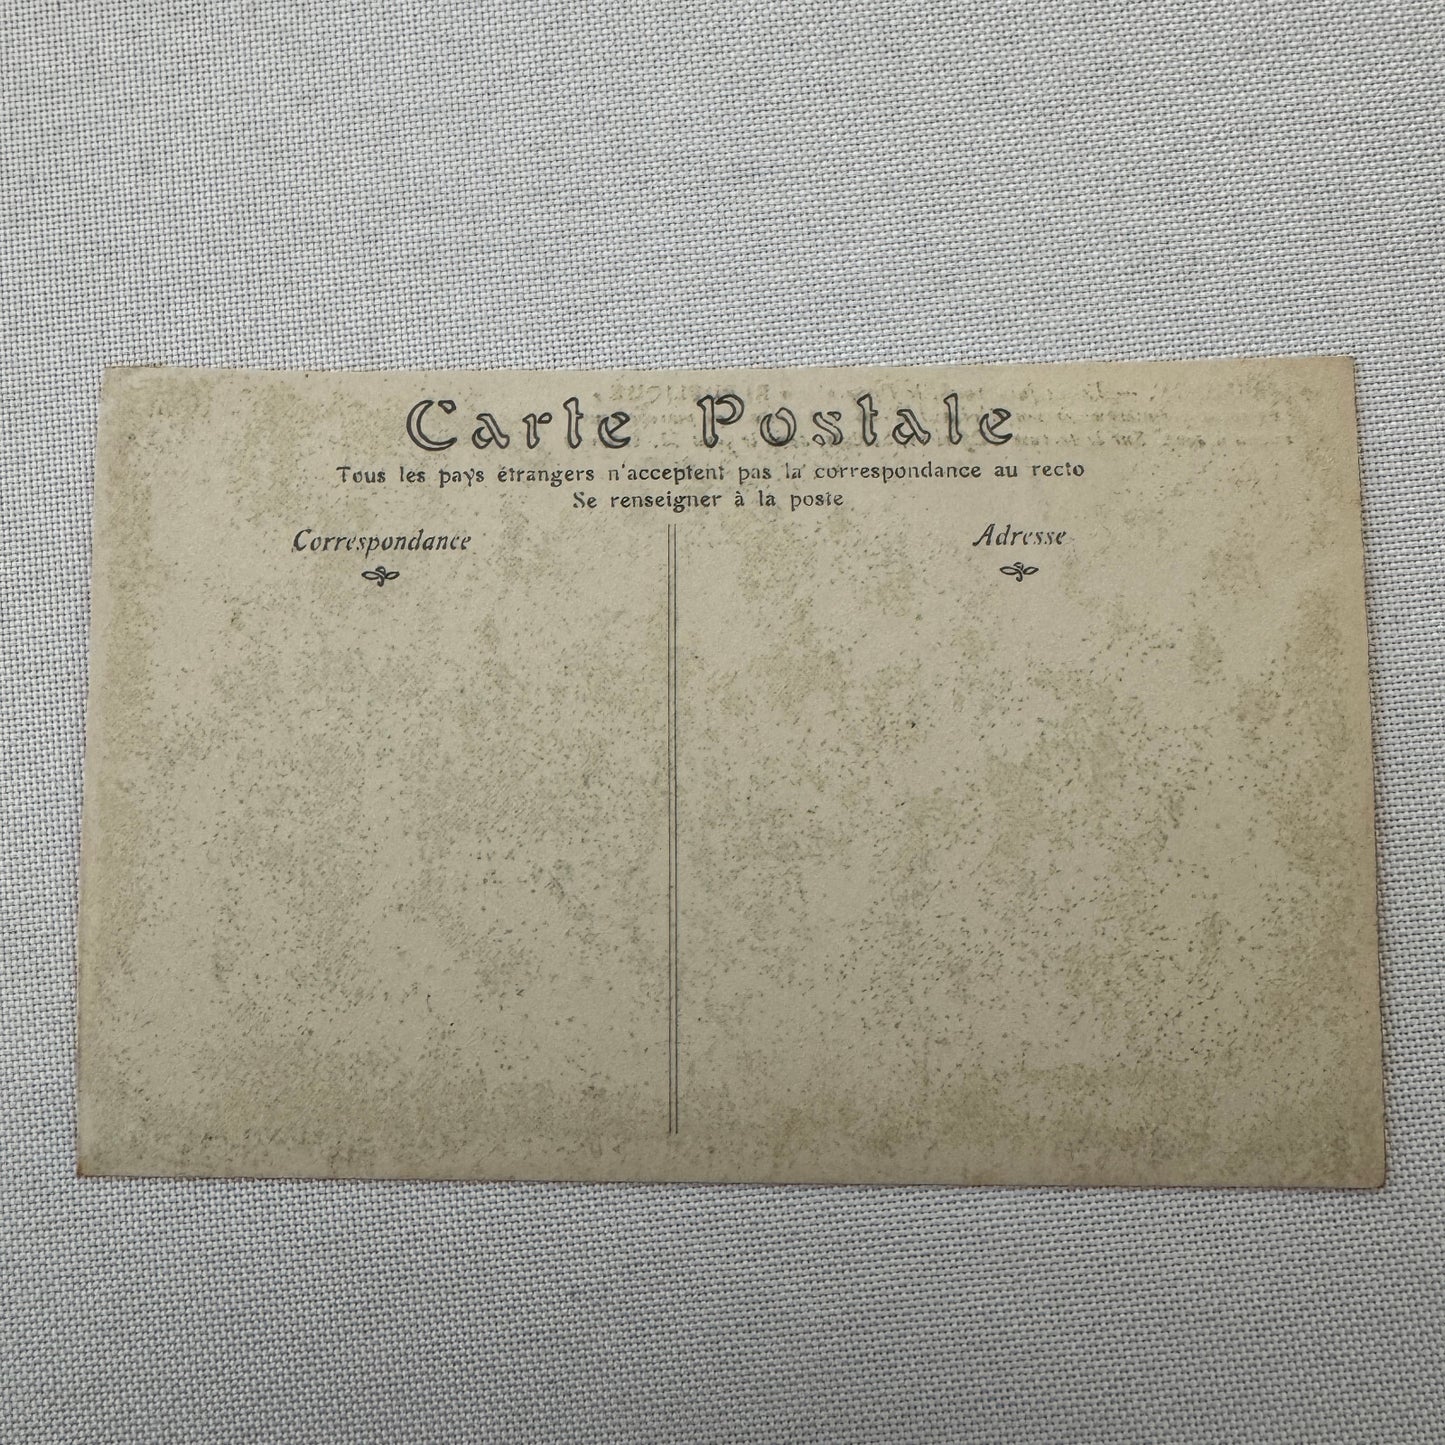 Carte Postale
Tous les pays étrangers n'acceptent pas la correspondance au recto
Se renseigner à la poste
Correspondance
Adresse